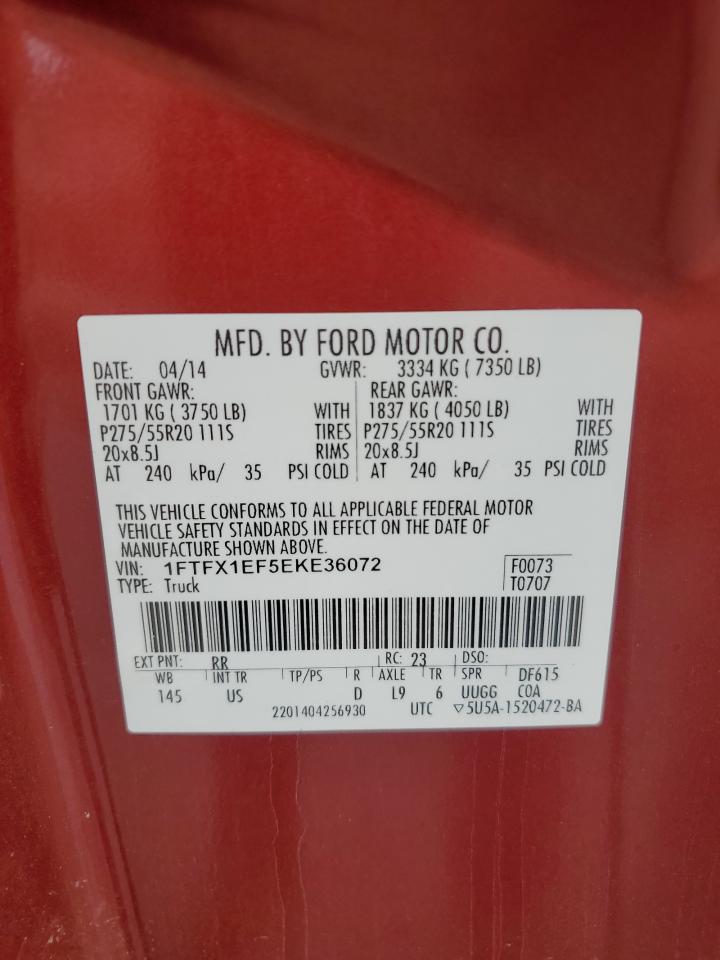 MFD. BY FORD MOTOR CO.
DATE: 04/14 GVWR: 3334 KG ( 7350 LB)
FRONT GAWR: REAR GAWR:
1701 KG ( 3750 LB) WITH 1837 KG ( 4050 LB) WITH
P275/55R20 111S TIRES P275/55R20 111S TIRES
20x8.5J RIMS 20x8.5J RIMS
AT 240 kPa/ 35 PSI COLD AT 240 kPa/ 35 PSI COLD
THIS VEHICLE CONFORMS TO ALL APPLICABLE FEDERAL MOTOR
VEHICLE SAFETY STANDARDS IN EFFECT ON THE DATE OF
MANUFACTURE SHOWN ABOVE.
VIN: 1FTFX1EF5EKE36072 F0073
TYPE: Truck T0707
EXT PNT: RR RC: 23 DSO:
WB INT TR TP/PS R AXLE TR SPR DF615
145 US D L9 6 UUGG COA
2201404256930 UTC ▽5U5A-1520472-BA